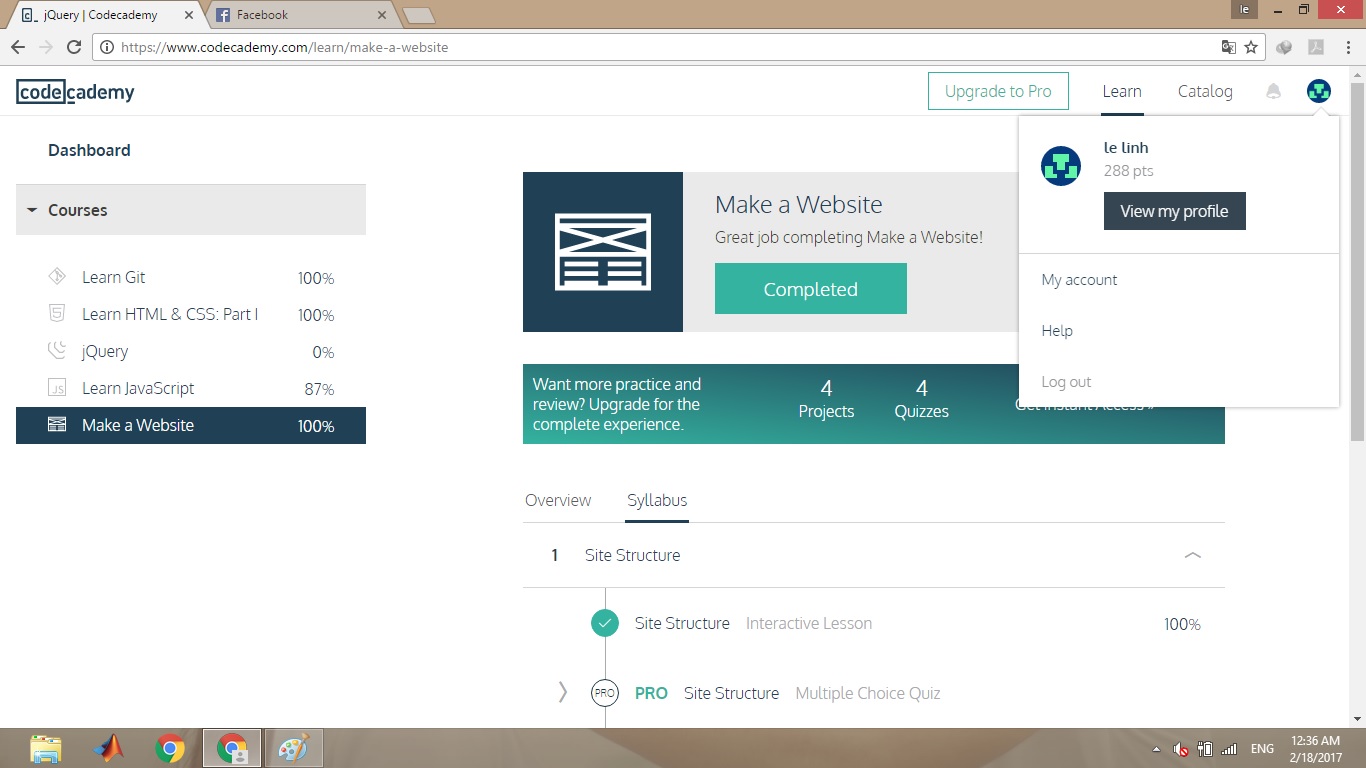 jQuery | Codecademy
Facebook
le
https://www.codecademy.com/learn/make-a-website
codecademy
Upgrade to Pro
Learn
Catalog
le linh
288 pts
View my profile
My account
Help
Log out
Dashboard
Courses
Learn Git 100%
Learn HTML & CSS: Part I 100%
jQuery 0%
Learn JavaScript 87%
Make a Website 100%
Make a Website
Great job completing Make a Website!
Completed
Want more practice and
review? Upgrade for the
complete experience.
4
Projects
4
Quizzes
Get Instant Access »
Overview
Syllabus
1 Site Structure
Site Structure Interactive Lesson 100%
PRO PRO Site Structure Multiple Choice Quiz
ENG
12:36 AM
2/18/2017